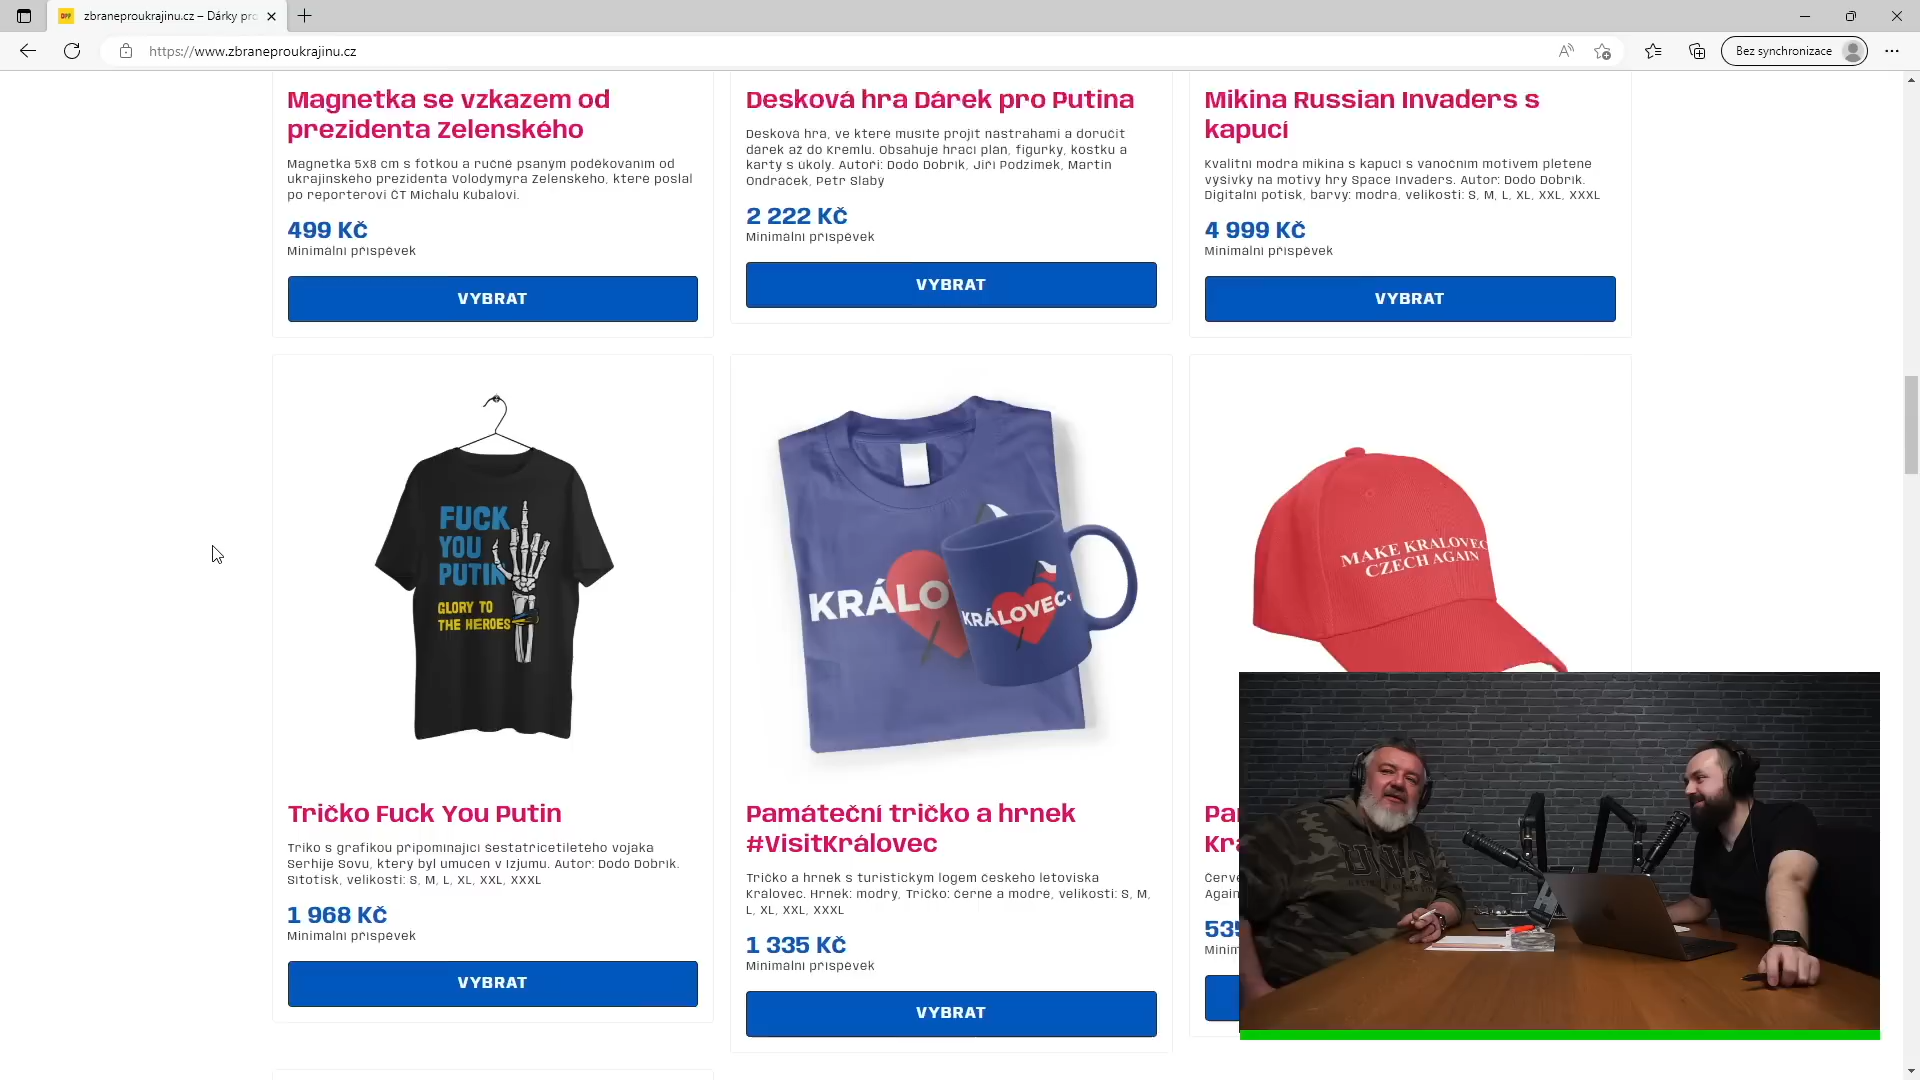 zbraneproukrajinu.cz – Dárky pro
https://www.zbraneproukrajinu.cz
Bez synchronizace
Magnetka se vzkazem od
prezidenta Zelenského
Magnetka 5x8 cm s fotkou a ručně psaným poděkováním od
ukrajinského prezidenta Volodymyra Zelenského, které poslal
po reportérovi ČT Michalu Kubalovi.
499 KČ
Minimální příspěvek
VYBRAT
Desková hra Dárek pro Putina
Desková hra, ve které musíte projít nástrahami a doručit
dárek až do Kremlu. Obsahuje hrací plán, figurky, kostku a
karty s úkoly. Autoři: Dodo Dobrík, Jiří Podzimek, Martin
Ondráček, Petr Slabý
2 222 KČ
Minimální příspěvek
VYBRAT
Mikina Russian Invaders s
kapucí
Kvalitní modrá mikina s kapucí s vánočním motivem pletené
výšivky na motivy hry Space Invaders. Autor: Dodo Dobrík.
Digitální potisk, barvy: modrá, velikosti: S, M, L, XL, XXL, XXXL
4 999 KČ
Minimální příspěvek
VYBRAT
FUCK
YOU
PUTIN
GLORY TO
THE HEROES
Tričko Fuck You Putin
Triko s grafikou připomínající šestatřicetiletého vojáka
Serhije Sovu, který byl umučen v Izjumu. Autor: Dodo Dobrík.
Sítotisk, velikosti: S, M, L, XL, XXL, XXXL
1 968 KČ
Minimální příspěvek
VYBRAT
KRÁLO
KRÁLOVEC
Památeční tričko a hrnek
#VisitKrálovec
Tričko a hrnek s turistickým logem českého letoviska
Královec. Hrnek: modrý, Tričko: černé a modré, velikosti: S, M,
L, XL, XXL, XXXL
1 335 KČ
Minimální příspěvek
VYBRAT
MAKE KRALOVEC
CZECH AGAIN